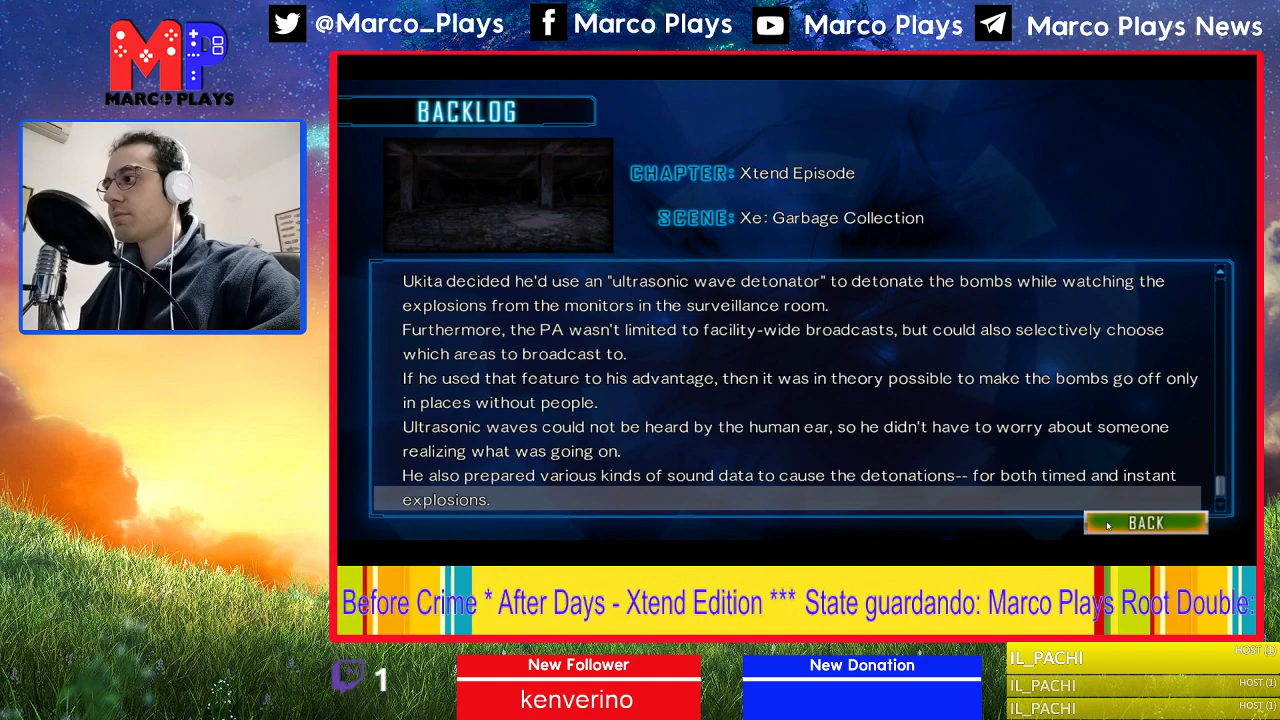 @Marco_Plays
Marco Plays
Marco Plays
Marco Plays News
MP
MARCO PLAYS
BACKLOG
CHAPTER: Xtend Episode
SCENE: Xe: Garbage Collection
Ukita decided he'd use an "ultrasonic wave detonator" to detonate the bombs while watching the
explosions from the monitors in the surveillance room.
Furthermore, the PA wasn't limited to facility-wide broadcasts, but could also selectively choose
which areas to broadcast to.
If he used that feature to his advantage, then it was in theory possible to make the bombs go off only
in places without people.
Ultrasonic waves could not be heard by the human ear, so he didn't have to worry about someone
realizing what was going on.
He also prepared various kinds of sound data to cause the detonations-- for both timed and instant
explosions.
BACK
Before Crime * After Days - Xtend Edition *** State guardando: Marco Plays Root Double:
1
New Follower
kenverino
New Donation
IL_PACHI HOST (1)
IL_PACHI HOST (1)
IL_PACHI HOST (1)